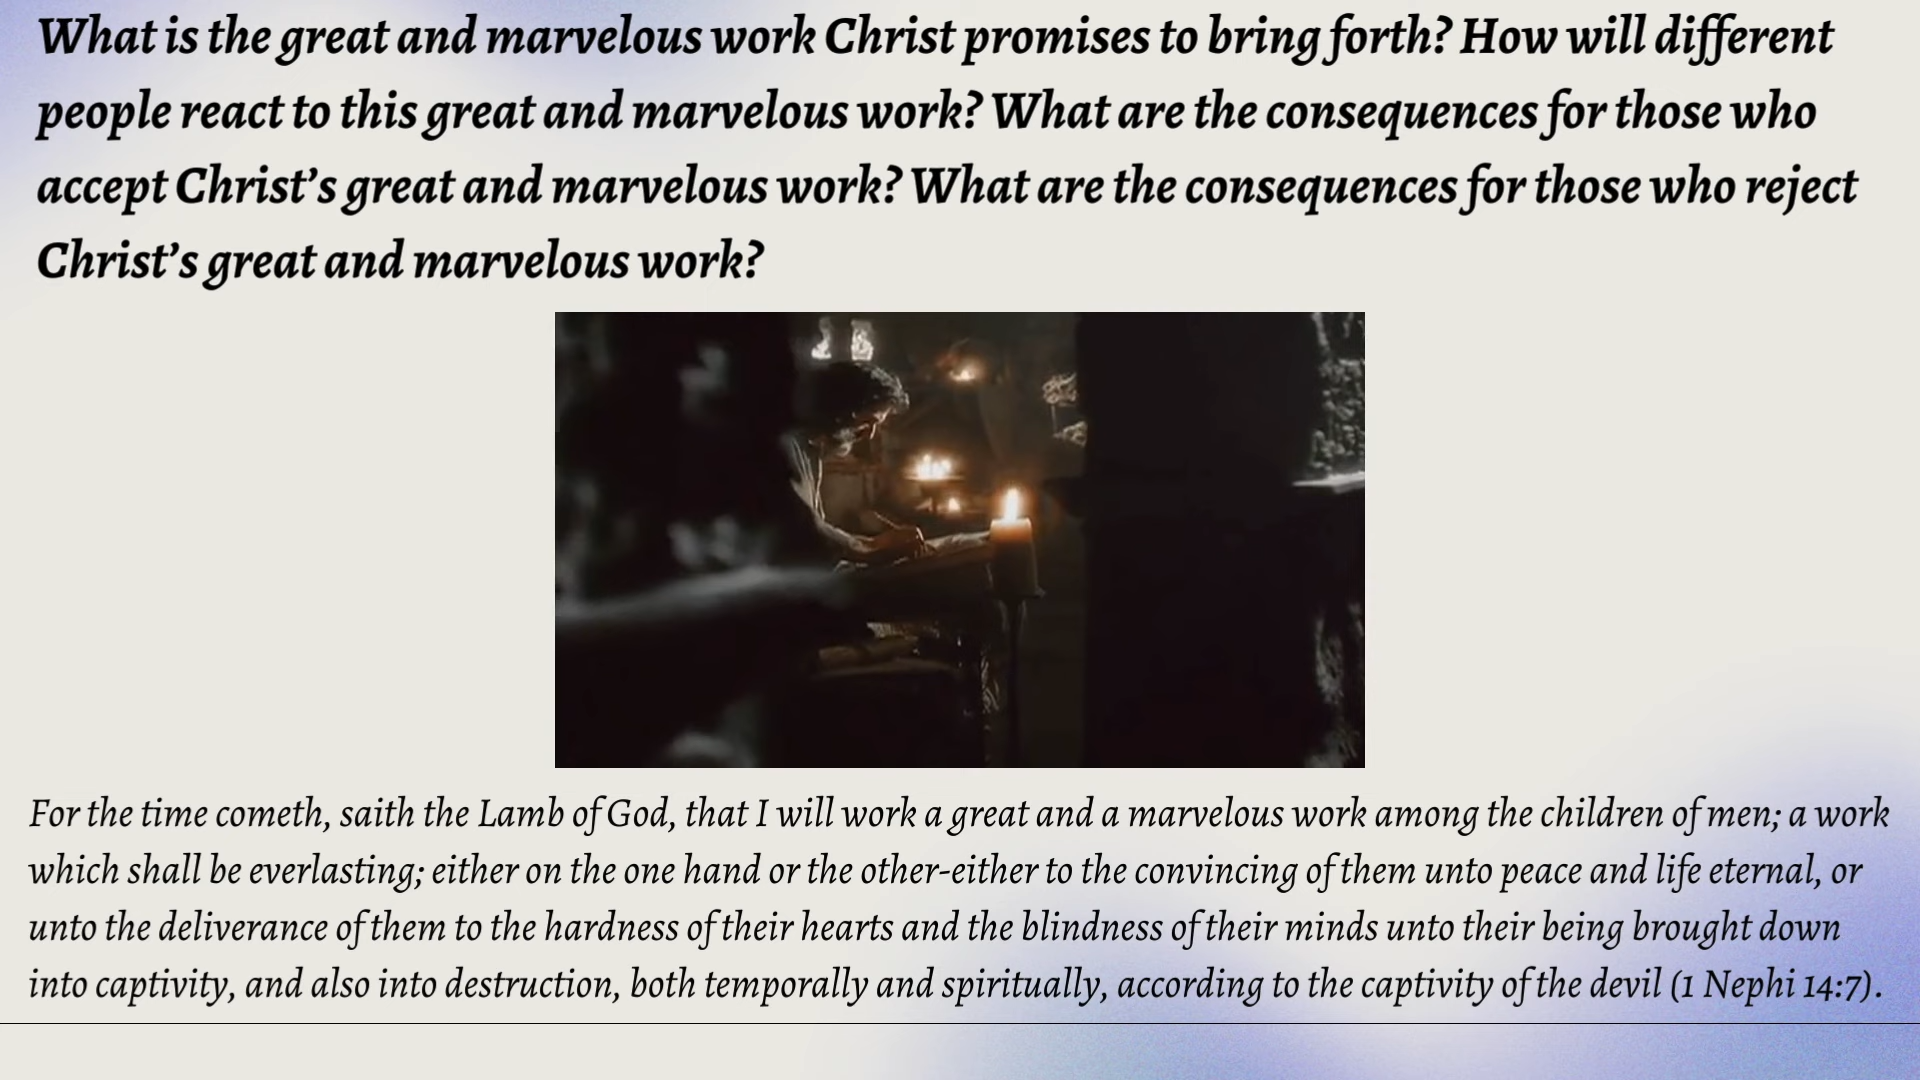 What is the great and marvelous work Christ promises to bring forth? How will different
people react to this great and marvelous work? What are the consequences for those who
accept Christ’s great and marvelous work? What are the consequences for those who reject
Christ’s great and marvelous work?
For the time cometh, saith the Lamb of God, that I will work a great and a marvelous work among the children of men; a work
which shall be everlasting; either on the one hand or the other-either to the convincing of them unto peace and life eternal, or
unto the deliverance of them to the hardness of their hearts and the blindness of their minds unto their being brought down
into captivity, and also into destruction, both temporally and spiritually, according to the captivity of the devil (1 Nephi 14:7).